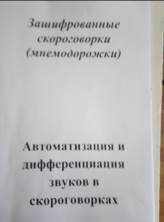 Зашифрованные
скороговорки
(мнемодорожки)
Автоматизация и
дифференциация
звуков в
скороговорках